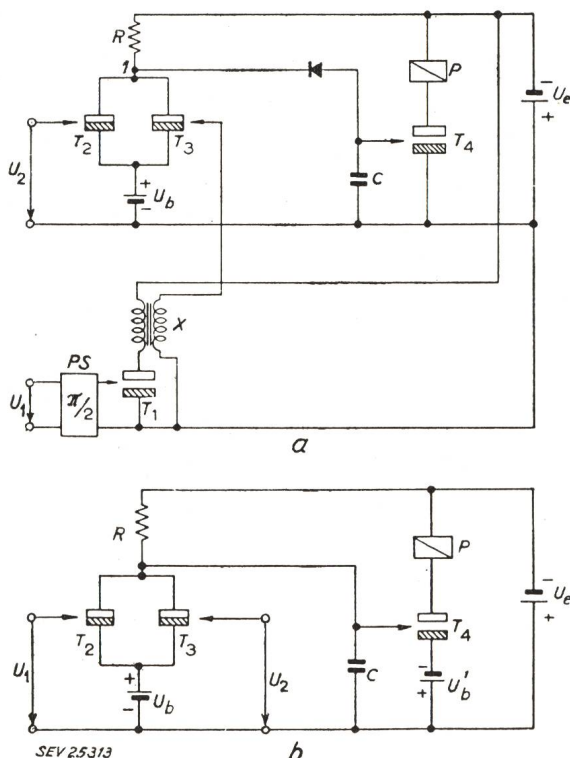 R
1
T2
T3
U2
+
−
Ub
P
T4
C
−
+
Ue
X
PS
π/2
U1
T1
a
R
T2
T3
U1
+
−
Ub
U2
P
T4
C
−
+
U'b
−
+
Ue
SEV 25313
b